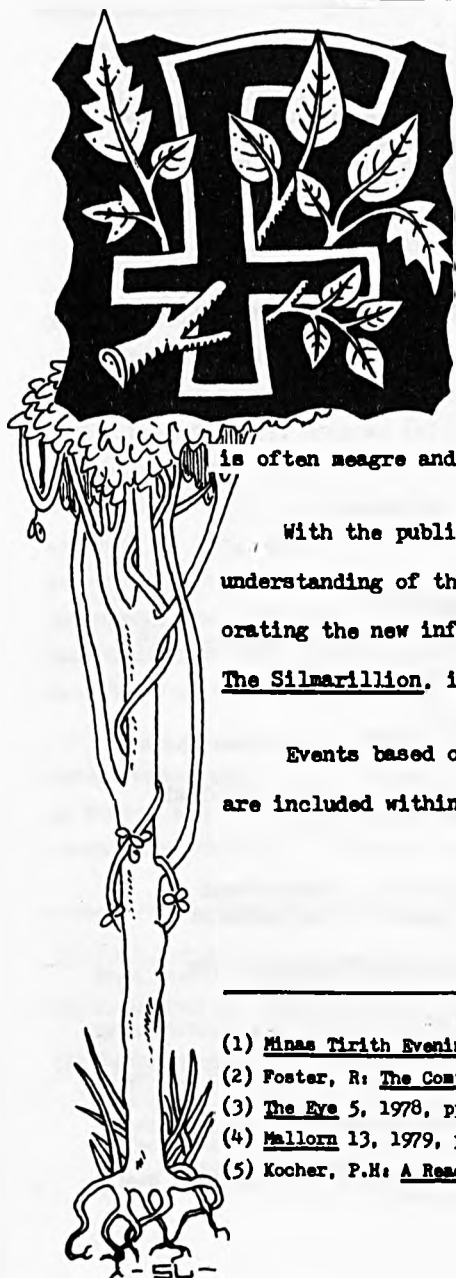 is often meagre and
With the publi
understanding of th
orating the new inf
The Silmarillion, i
Events based o
are included within
(1) Minas Tirith Evenin
(2) Foster, R: The Com
(3) The Eye 5, 1978, p
(4) Mallorn 13, 1979,
(5) Kocher, P.H: A Rea
- SL -